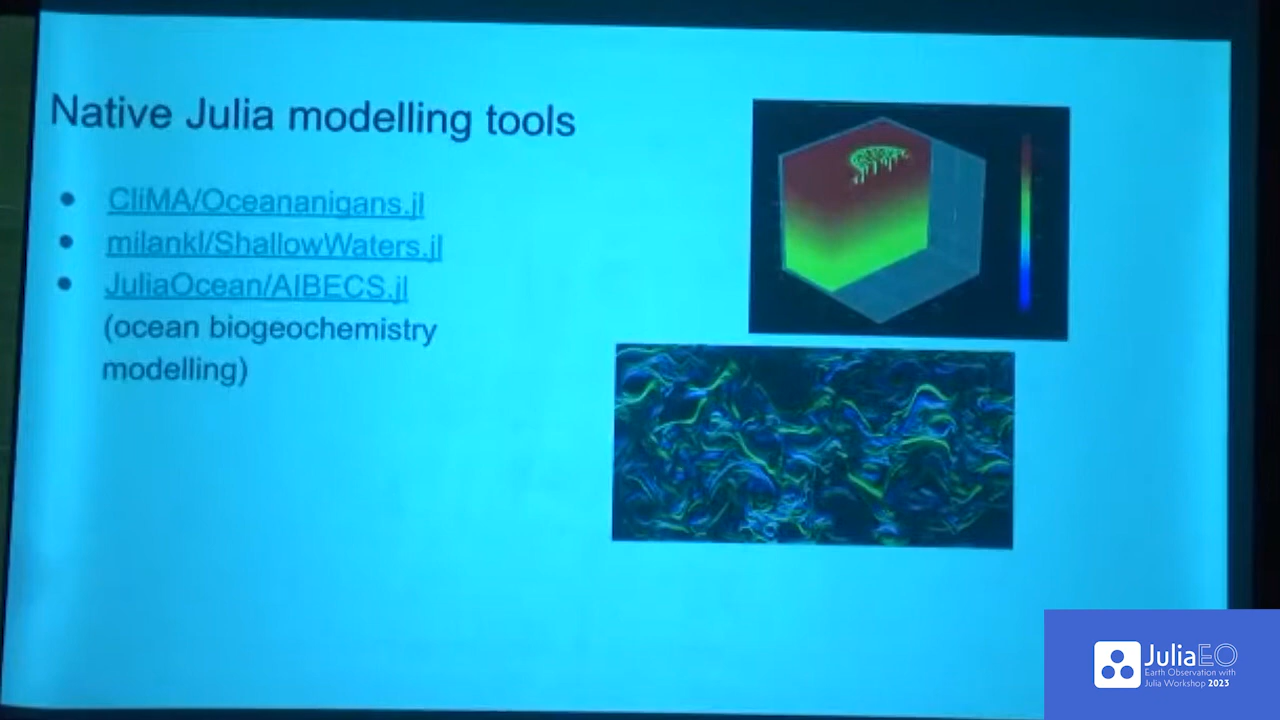 Native Julia modelling tools
CliMA/Oceananigans.jl
milankl/ShallowWaters.jl
JuliaOcean/AIBECS.jl
(ocean biogeochemistry
modelling)
JuliaEO
Earth Observation with
Julia Workshop 2023